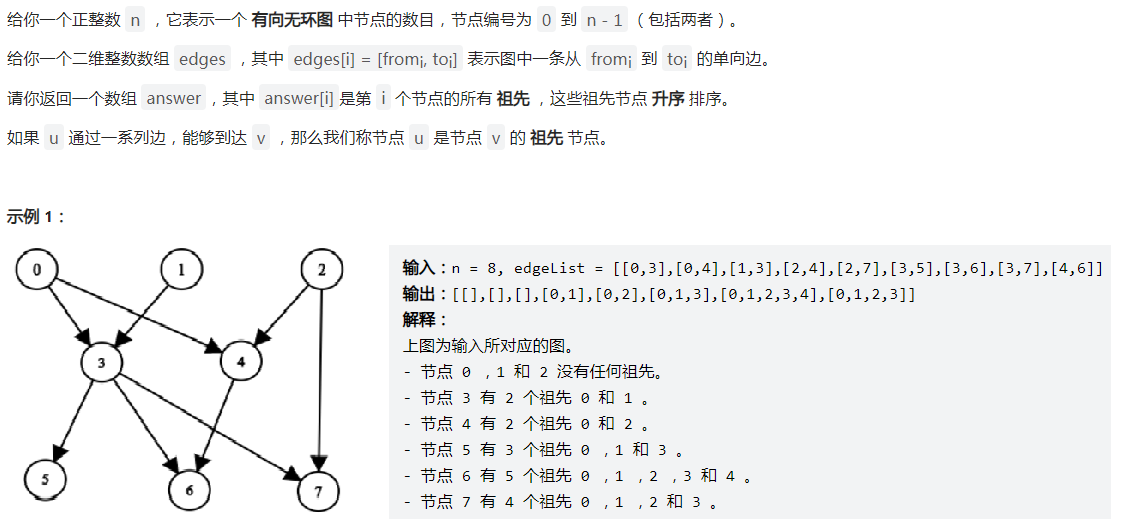 给你一个正整数 n ，它表示一个 有向无环图 中节点的数目，节点编号为 0 到 n - 1 （包括两者）。
给你一个二维整数数组 edges ，其中 edges[i] = [fromᵢ, toᵢ] 表示图中一条从 fromᵢ 到 toᵢ 的单向边。
请你返回一个数组 answer，其中 answer[i] 是第 i 个节点的所有 祖先 ，这些祖先节点 升序 排序。
如果 u 通过一系列边，能够到达 v ，那么我们称节点 u 是节点 v 的 祖先 节点。
示例 1：
0 1 2
3 4
5 6 7
输入：n = 8, edgeList = [[0,3],[0,4],[1,3],[2,4],[2,7],[3,5],[3,6],[3,7],[4,6]]
输出：[[],[],[],[0,1],[0,2],[0,1,3],[0,1,2,3,4],[0,1,2,3]]
解释：
上图为输入所对应的图。
- 节点 0 ，1 和 2 没有任何祖先。
- 节点 3 有 2 个祖先 0 和 1 。
- 节点 4 有 2 个祖先 0 和 2 。
- 节点 5 有 3 个祖先 0 ，1 和 3 。
- 节点 6 有 5 个祖先 0 ，1 ，2 ，3 和 4 。
- 节点 7 有 4 个祖先 0 ，1 ，2 和 3 。